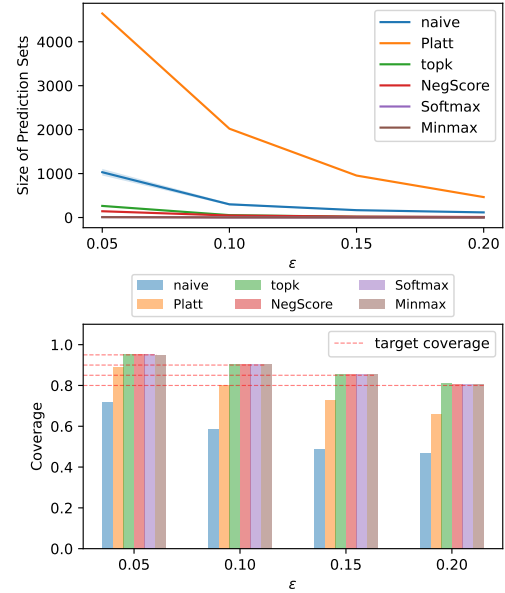 Size of Prediction Sets
4000
3000
2000
1000
0
naive
Platt
topk
NegScore
Softmax
Minmax
0.05 0.10 0.15 0.20
ε
naive topk Softmax
Platt NegScore Minmax
target coverage
Coverage
1.0
0.8
0.6
0.4
0.2
0.0
0.05 0.10 0.15 0.20
ε